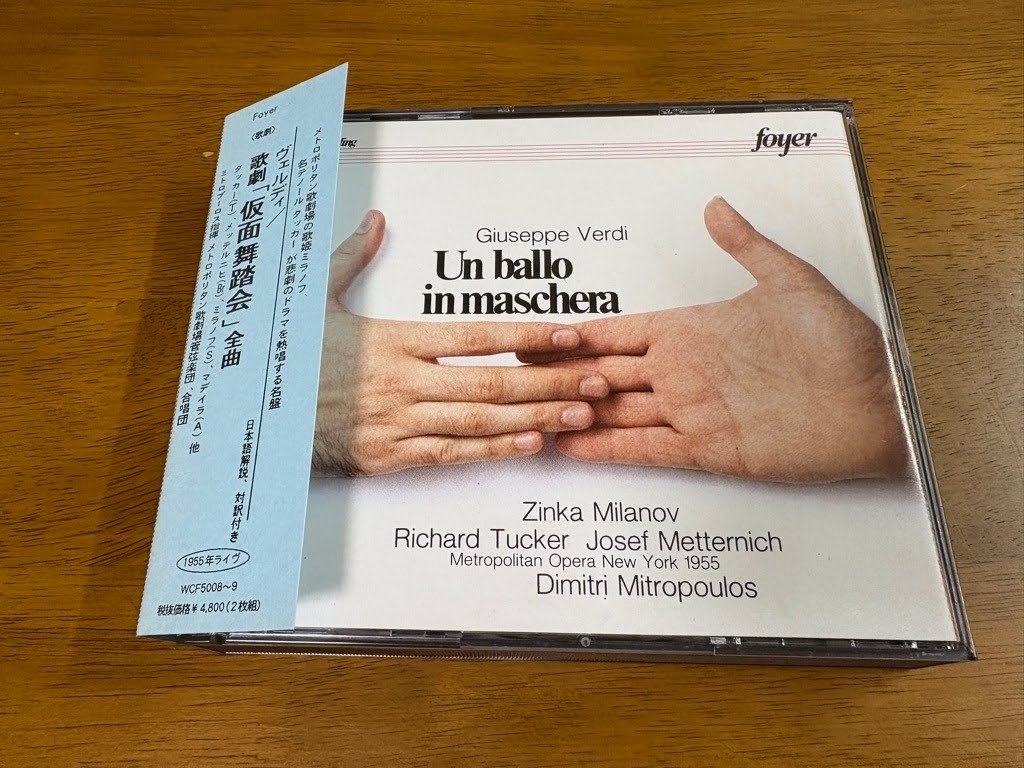 Foyer
〈歌劇〉
メトロポリタン歌劇場の歌姫ミラノフ、
名テノール タッカーが悲劇のドラマを熱唱する名盤
ヴェルディ/
歌劇「仮面舞踏会」全曲
日本語解説、対訳付き
タッカー(T)、メッテルニヒ(Br)、ミラノフ(S)、マデイラ(A)他
ミトロプーロス指揮 メトロポリタン歌劇場管弦楽団、合唱団
1955年ライヴ
WCF5008〜9
税抜価格¥4,800(2枚組)
foyer
Giuseppe Verdi
Un ballo
in maschera
Zinka Milanov
Richard Tucker Josef Metternich
Metropolitan Opera New York 1955
Dimitri Mitropoulos